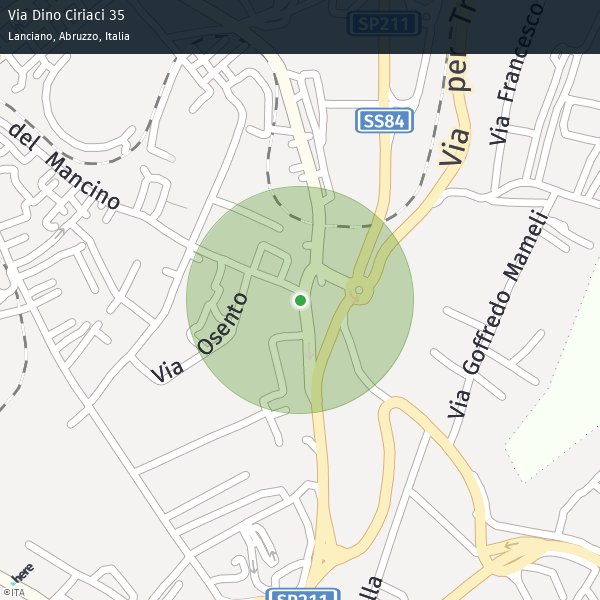 Via Dino Ciriaci 35
Lanciano, Abruzzo, Italia
SP211
SS84
Via per Tr
Via Francesco
del Mancino
Via Goffredo Mameli
Via Osento
here
©ITA
SP211
lla